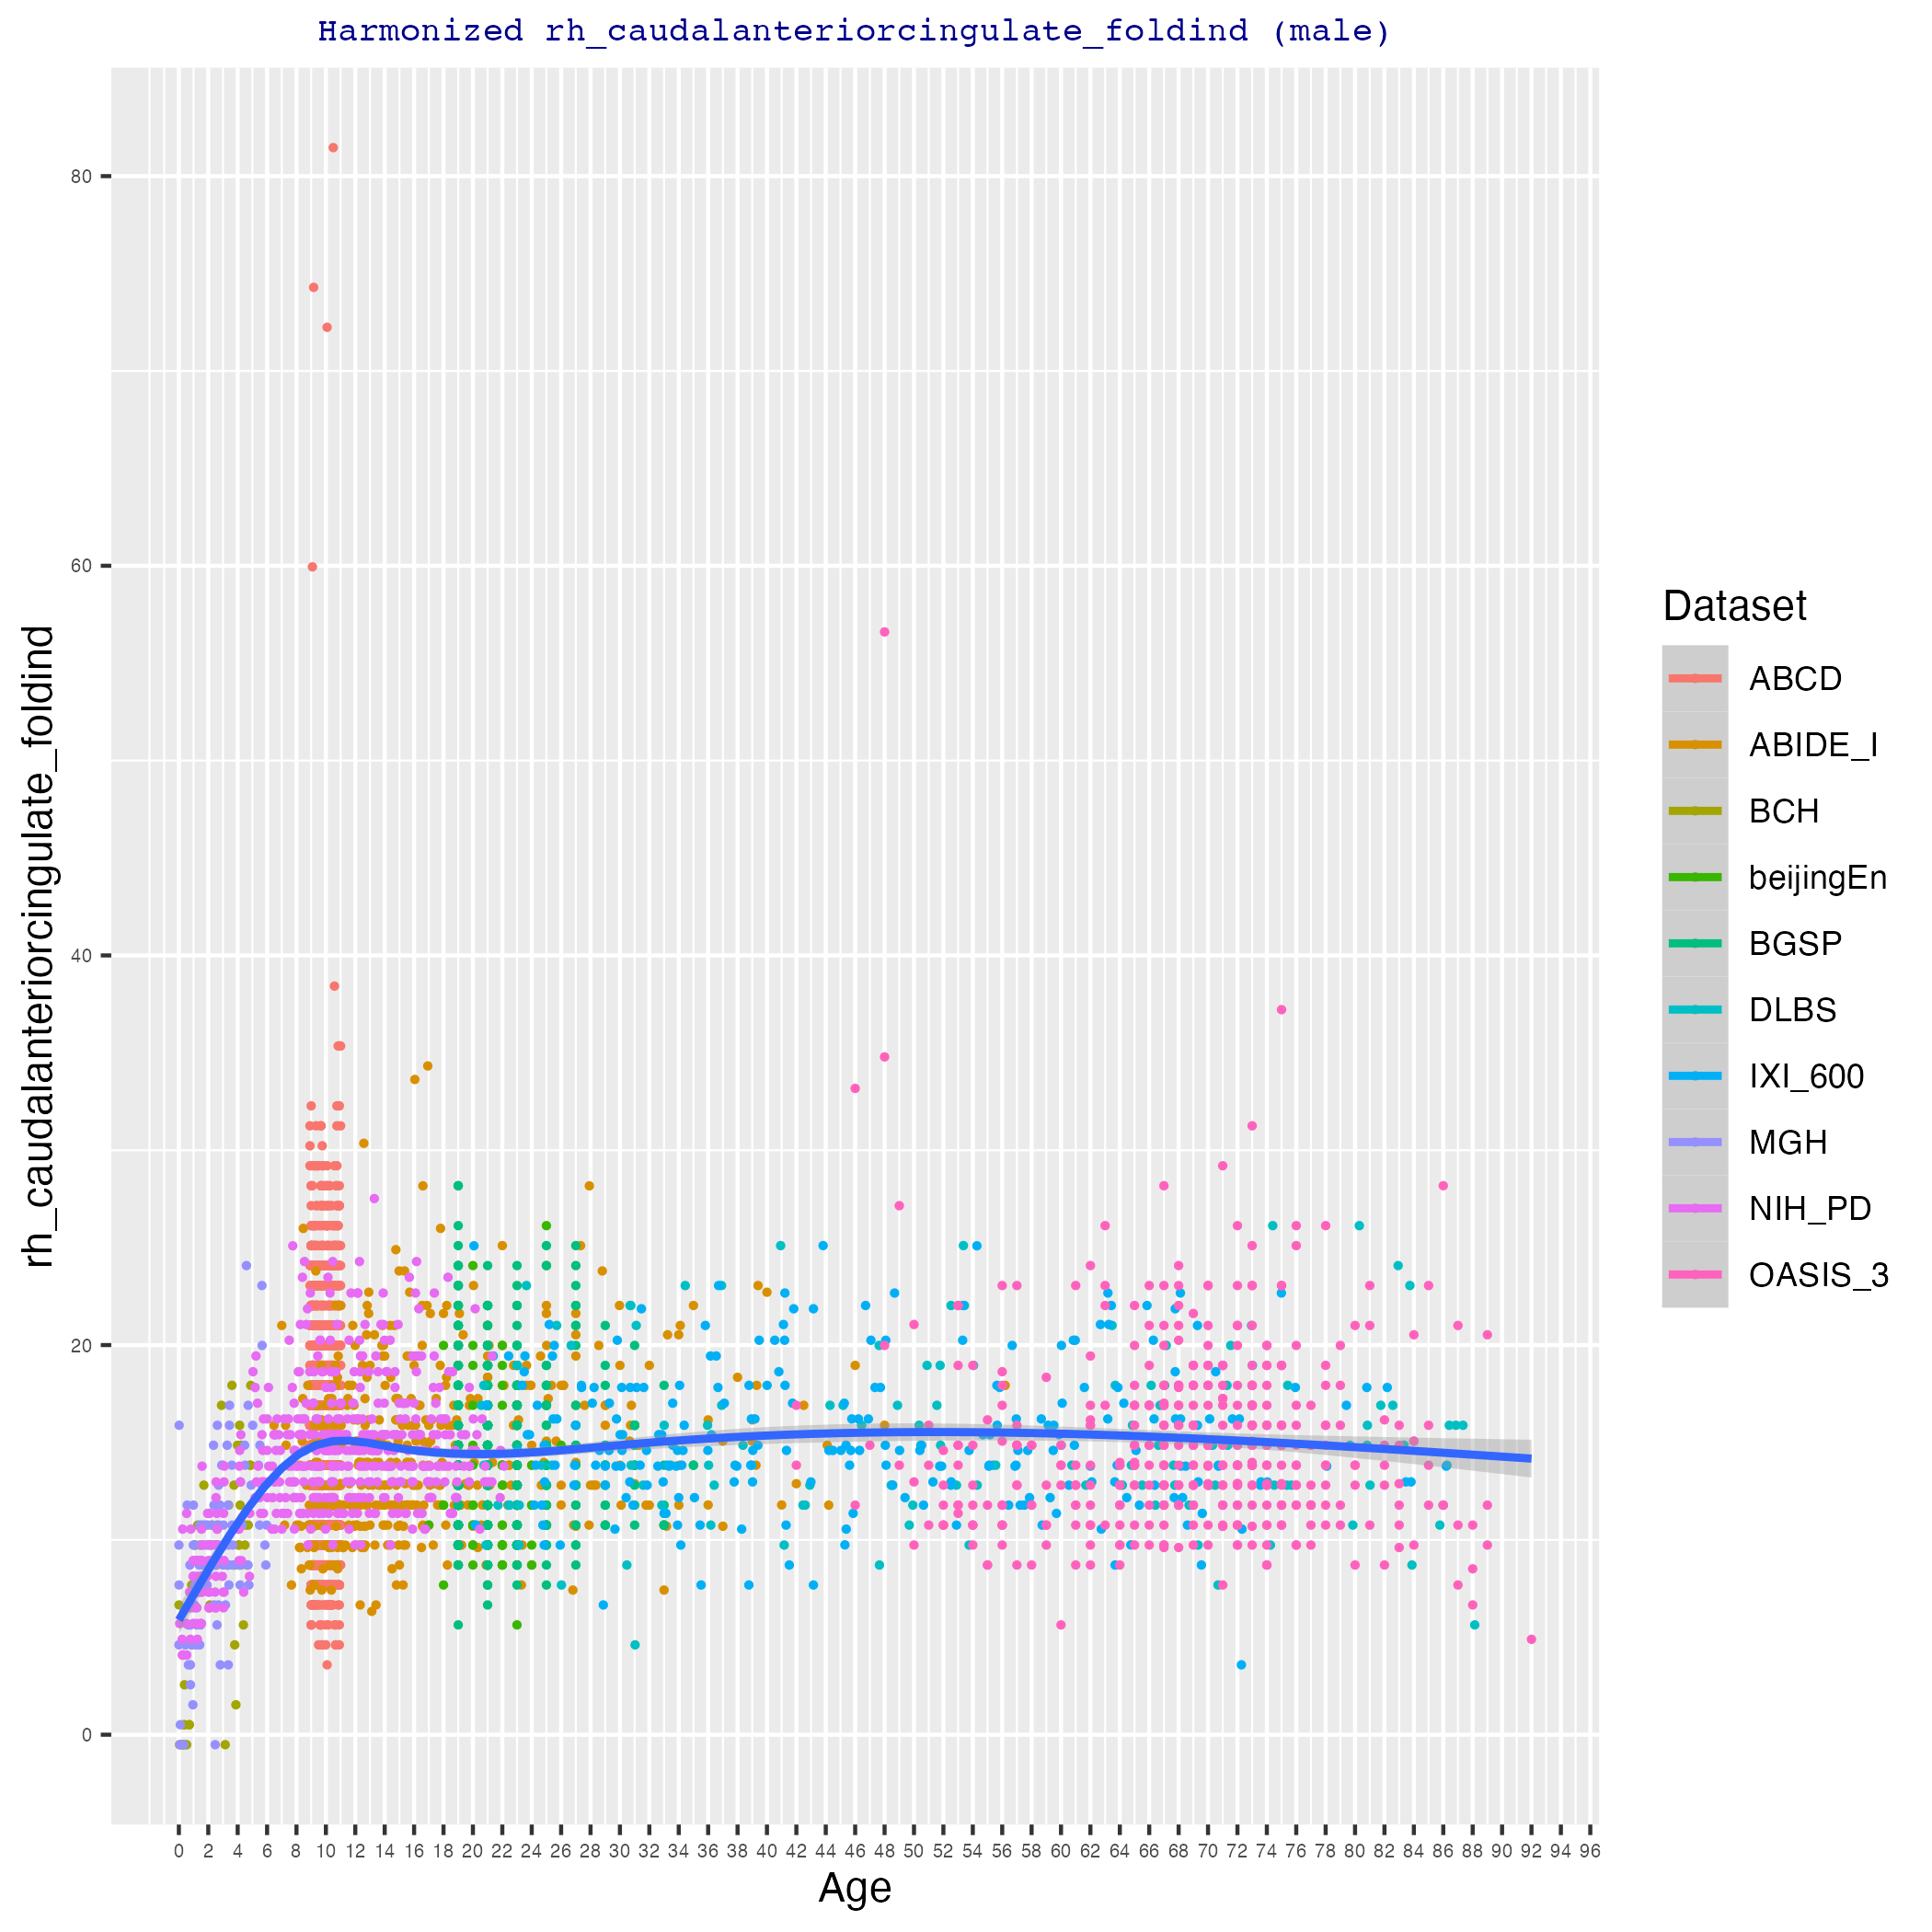 Harmonized rh_caudalanteriorcingulate_foldind (male)
rh_caudalanteriorcingulate_foldind
80
60
40
20
0
0 2 4 6 8 10 12 14 16 18 20 22 24 26 28 30 32 34 36 38 40 42 44 46 48 50 52 54 56 58 60 62 64 66 68 70 72 74 76 78 80 82 84 86 88 90 92 94 96
Age
Dataset
ABCD
ABIDE_I
BCH
beijingEn
BGSP
DLBS
IXI_600
MGH
NIH_PD
OASIS_3